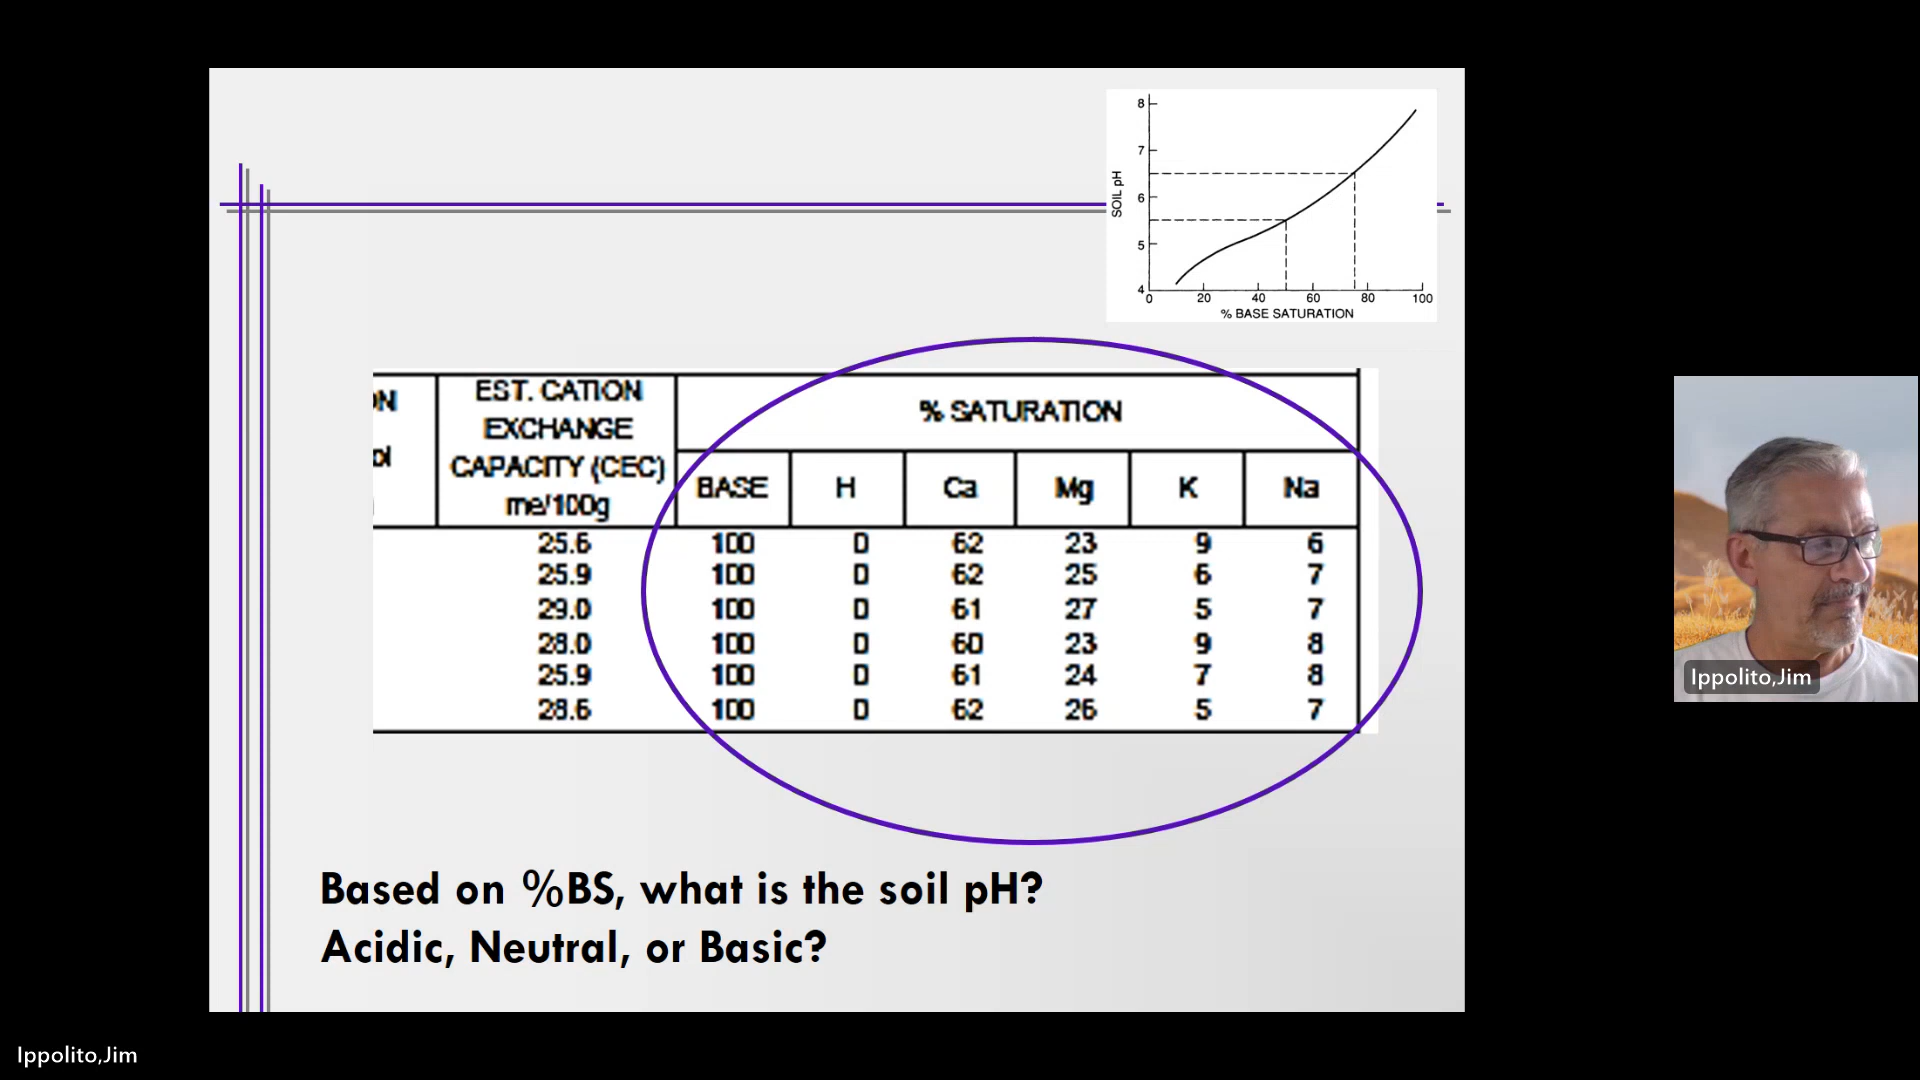 8
7
6
5
4
SOIL pH
0 20 40 60 80 100
% BASE SATURATION
ON
ol
EST. CATION
EXCHANGE
CAPACITY (CEC)
me/100g
% SATURATION
BASE H Ca Mg K Na
25.6 100 0 62 23 9 6
25.9 100 0 62 25 6 7
29.0 100 0 61 27 5 7
28.0 100 0 60 23 9 8
25.9 100 0 61 24 7 8
28.6 100 0 62 26 5 7
Based on %BS, what is the soil pH?
Acidic, Neutral, or Basic?
Ippolito,Jim
Ippolito,Jim